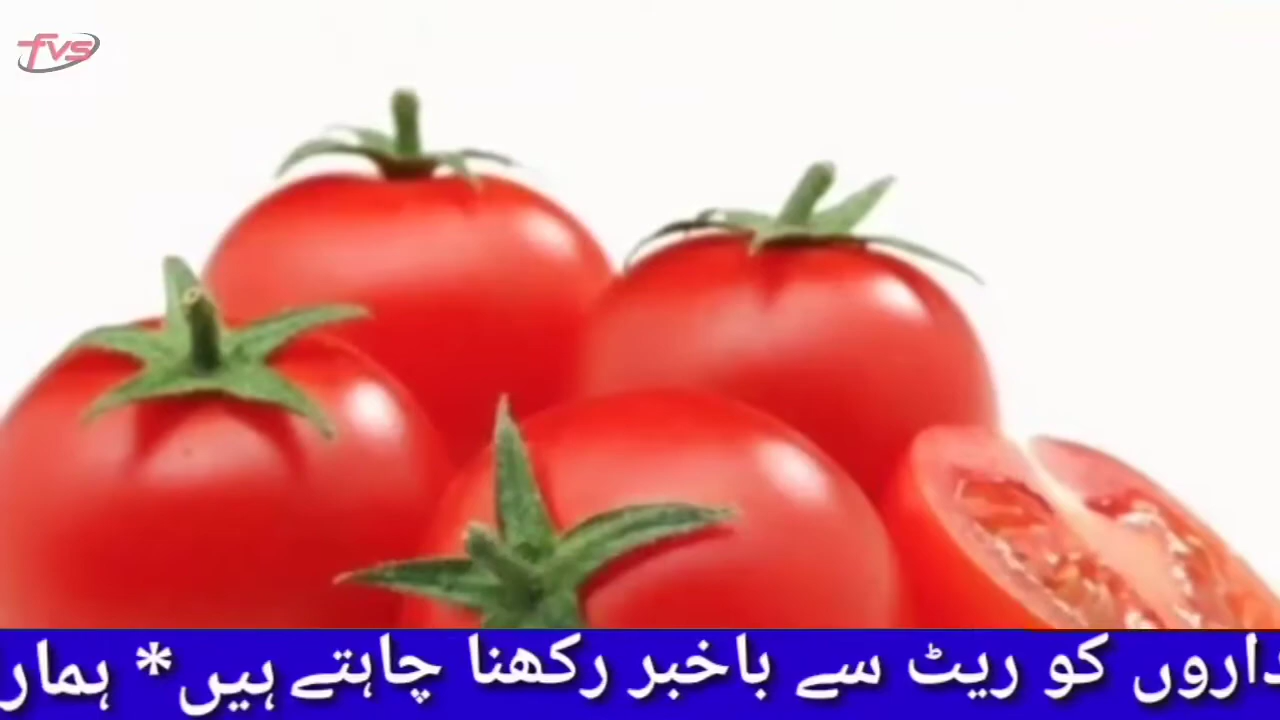 fvs
داروں کو ریٹ سے باخبر رکھنا چاہتے ہیں* ہمار